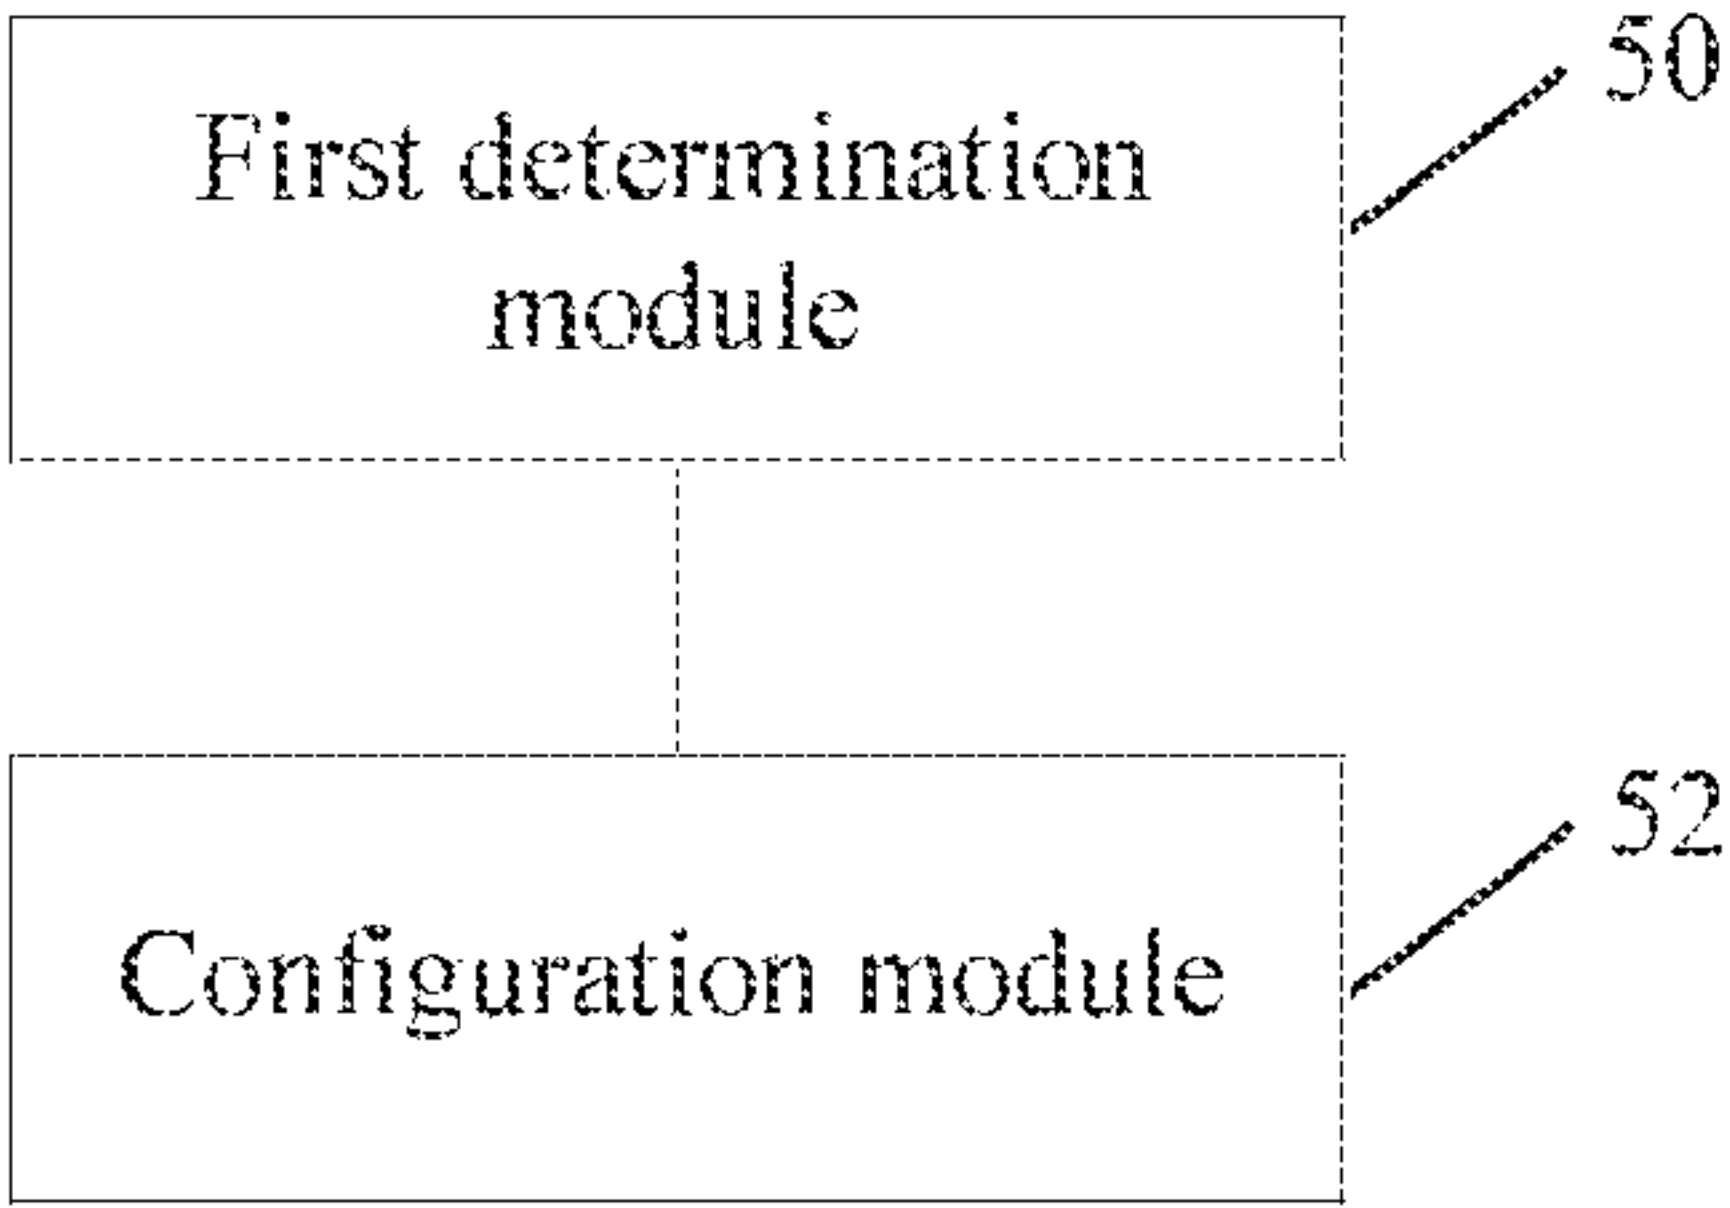 50
First determination
module
52
Configuration module